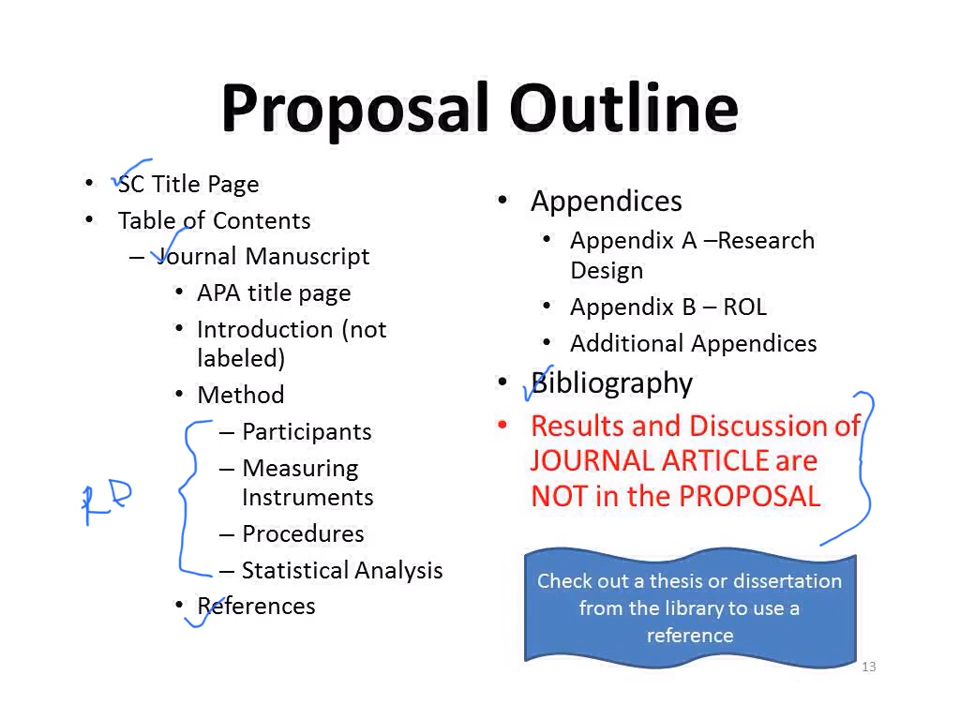 Proposal Outline
• SC Title Page
• Table of Contents
– Journal Manuscript
• APA title page
• Introduction (not
labeled)
• Method
– Participants
– Measuring
Instruments
– Procedures
– Statistical Analysis
• References
RD
• Appendices
• Appendix A –Research
Design
• Appendix B – ROL
• Additional Appendices
• Bibliography
• Results and Discussion of
JOURNAL ARTICLE are
NOT in the PROPOSAL
Check out a thesis or dissertation
from the library to use a
reference
13